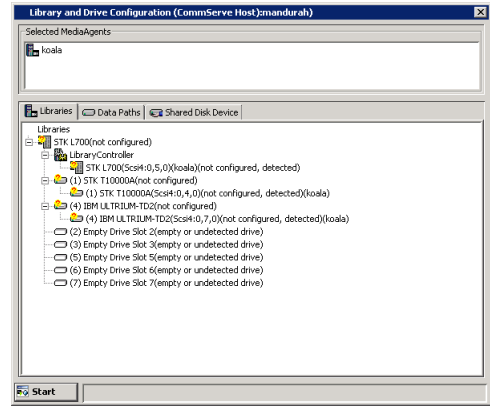 Library and Drive Configuration (CommServe Host):mandurah)
Selected MediaAgents
koala
Libraries Data Paths Shared Disk Device
Libraries
STK L700(not configured)
LibraryController
STK L700(Scsi4:0,5,0)(koala)(not configured, detected)
(1) STK T10000A(not configured)
(1) STK T10000A(Scsi4:0,4,0)(not configured, detected)(koala)
(4) IBM ULTRIUM-TD2(not configured)
(4) IBM ULTRIUM-TD2(Scsi4:0,7,0)(not configured, detected)(koala)
(2) Empty Drive Slot 2(empty or undetected drive)
(3) Empty Drive Slot 3(empty or undetected drive)
(5) Empty Drive Slot 5(empty or undetected drive)
(6) Empty Drive Slot 6(empty or undetected drive)
(7) Empty Drive Slot 7(empty or undetected drive)
Start